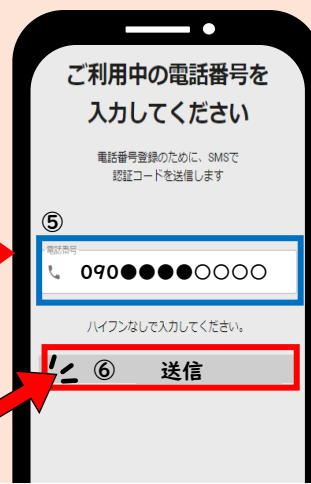 ご利用中の電話番号を
入力してください
電話番号登録のために、SMSで
認証コードを送信します
⑤
電話番号
090●●●●○○○○
ハイフンなしで入力してください。
⑥ 送信